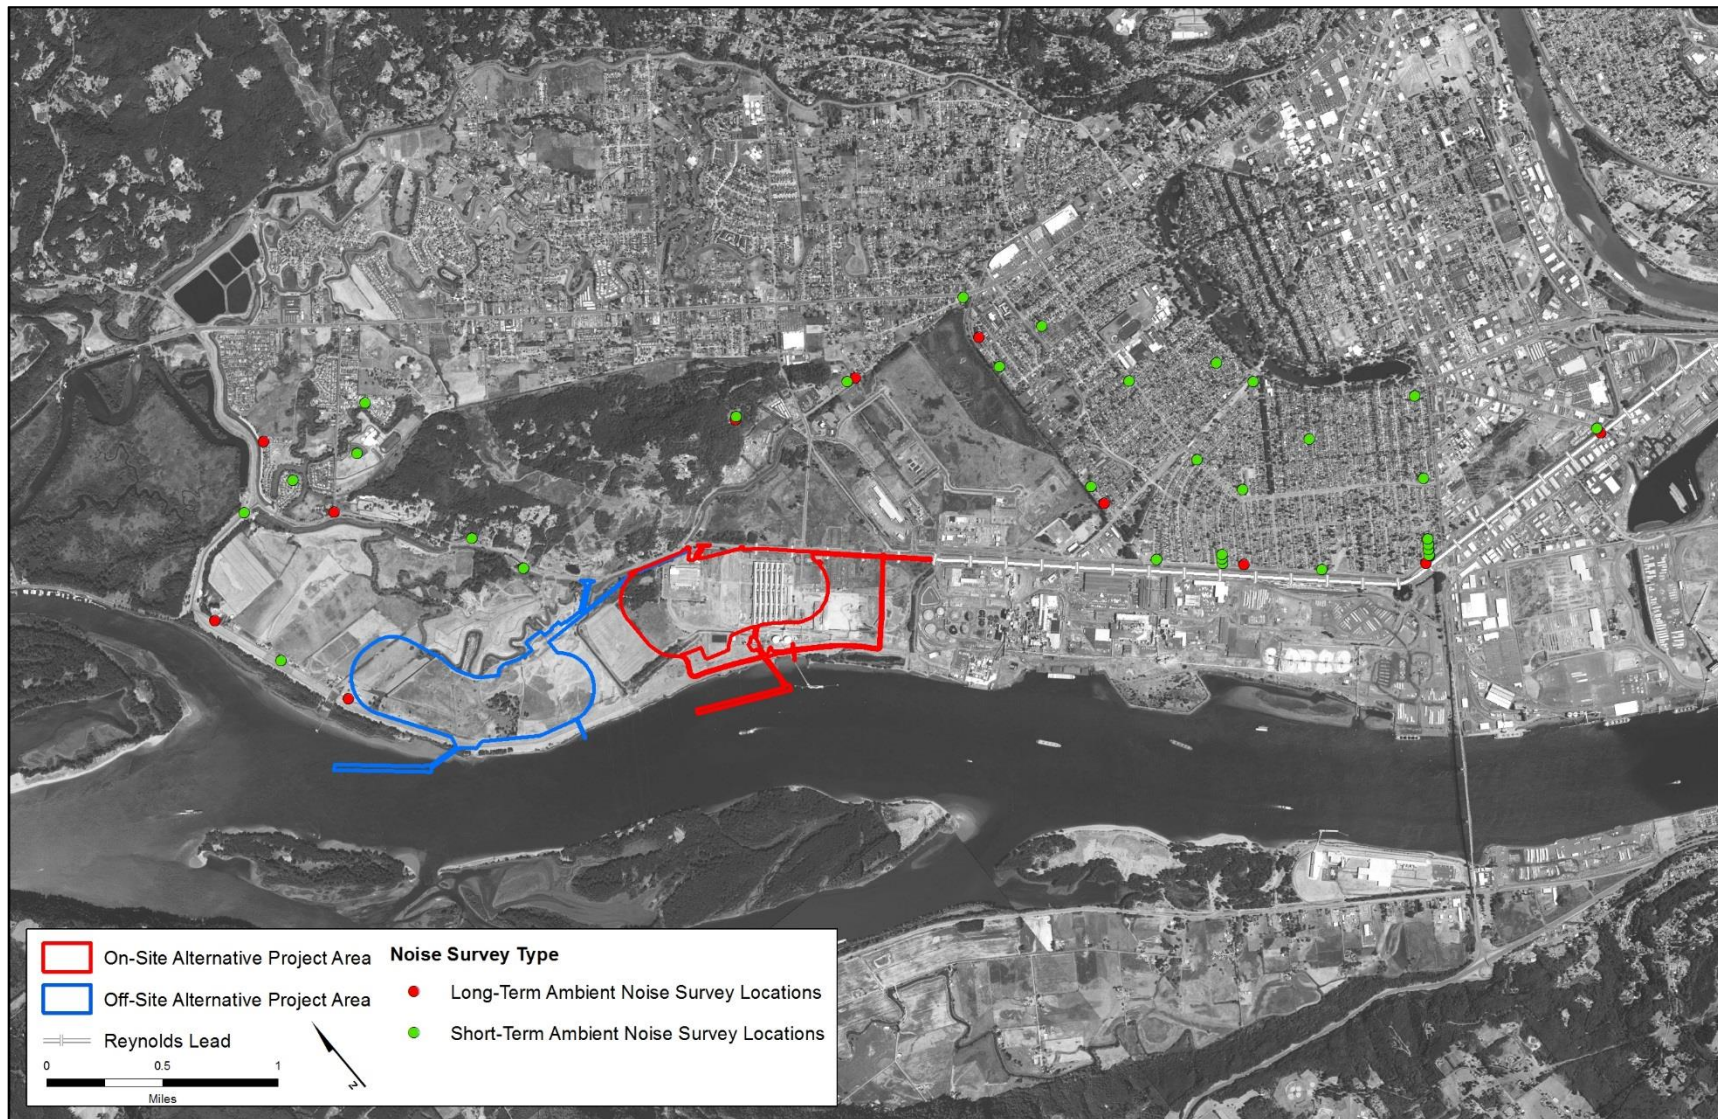 On-Site Alternative Project Area
Off-Site Alternative Project Area
Reynolds Lead
0 0.5 1
Miles
N
Noise Survey Type
Long-Term Ambient Noise Survey Locations
Short-Term Ambient Noise Survey Locations